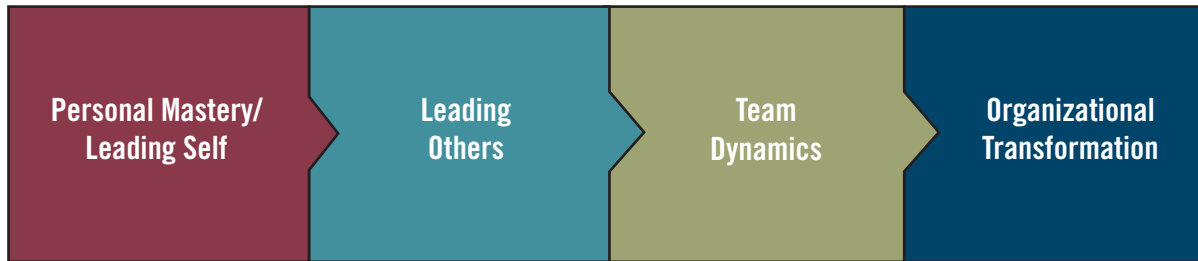 Personal Mastery/
Leading Self
Leading
Others
Team
Dynamics
Organizational
Transformation